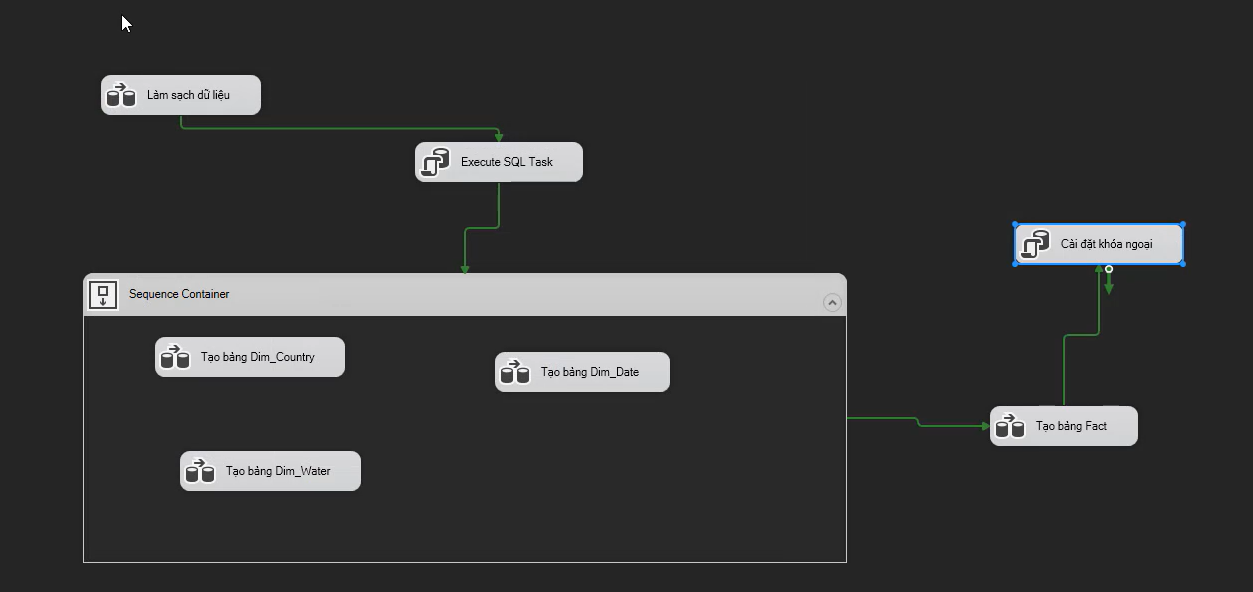 Làm sạch dữ liệu
Execute SQL Task
Cài đặt khóa ngoại
Sequence Container
Tạo bảng Dim_Country
Tạo bảng Dim_Date
Tạo bảng Fact
Tạo bảng Dim_Water